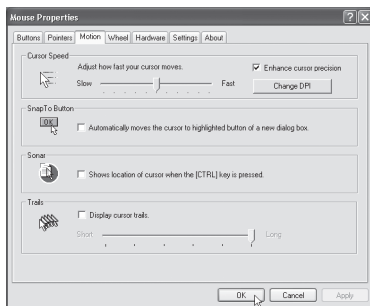 Mouse Properties
Buttons Pointers Motion Wheel Hardware Settings About
Cursor Speed
Adjust how fast your cursor moves.
Enhance cursor precision
Slow Fast
Change DPI
SnapTo Button
OK
Automatically moves the cursor to highlighted button of a new dialog box.
Sonar
Shows location of cursor when the [CTRL] key is pressed.
Trails
Display cursor trails.
Short Long
OK Cancel Apply